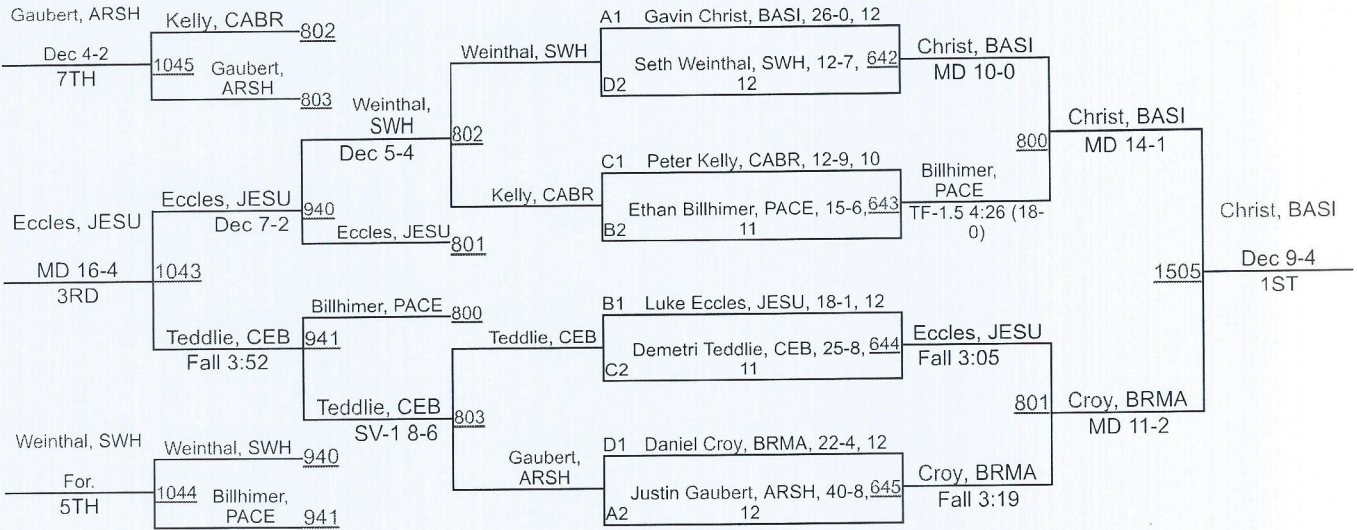 Gaubert, ARSH
Dec 4-2
7TH
Kelly, CABR
802
1045
Gaubert,
ARSH
803
Eccles, JESU
MD 16-4
3RD
Eccles, JESU
Dec 7-2
1043
Teddlie, CEB
Fall 3:52
Weinthal,
SWH
Dec 5-4
940
Eccles, JESU
801
Billhimer, PACE
800
941
Teddlie, CEB
SV-1 8-6
Weinthal, SWH
For.
5TH
Weinthal, SWH
940
1044
Billhimer,
PACE
941
Weinthal, SWH
802
Kelly, CABR
Teddlie, CEB
803
Gaubert,
ARSH
A1 Gavin Christ, BASI, 26-0, 12
Seth Weinthal, SWH, 12-7, 642
D2 12
C1 Peter Kelly, CABR, 12-9, 10
Ethan Billhimer, PACE, 15-6, 643
B2 11
B1 Luke Eccles, JESU, 18-1, 12
Demetri Teddlie, CEB, 25-8, 644
C2 11
D1 Daniel Croy, BRMA, 22-4, 12
Justin Gaubert, ARSH, 40-8, 645
A2 12
Christ, BASI
MD 10-0
800
Billhimer,
PACE
TF-1.5 4:26 (18-
0)
Eccles, JESU
Fall 3:05
801
Croy, BRMA
Fall 3:19
Christ, BASI
MD 14-1
1505
Croy, BRMA
MD 11-2
Christ, BASI
Dec 9-4
1ST